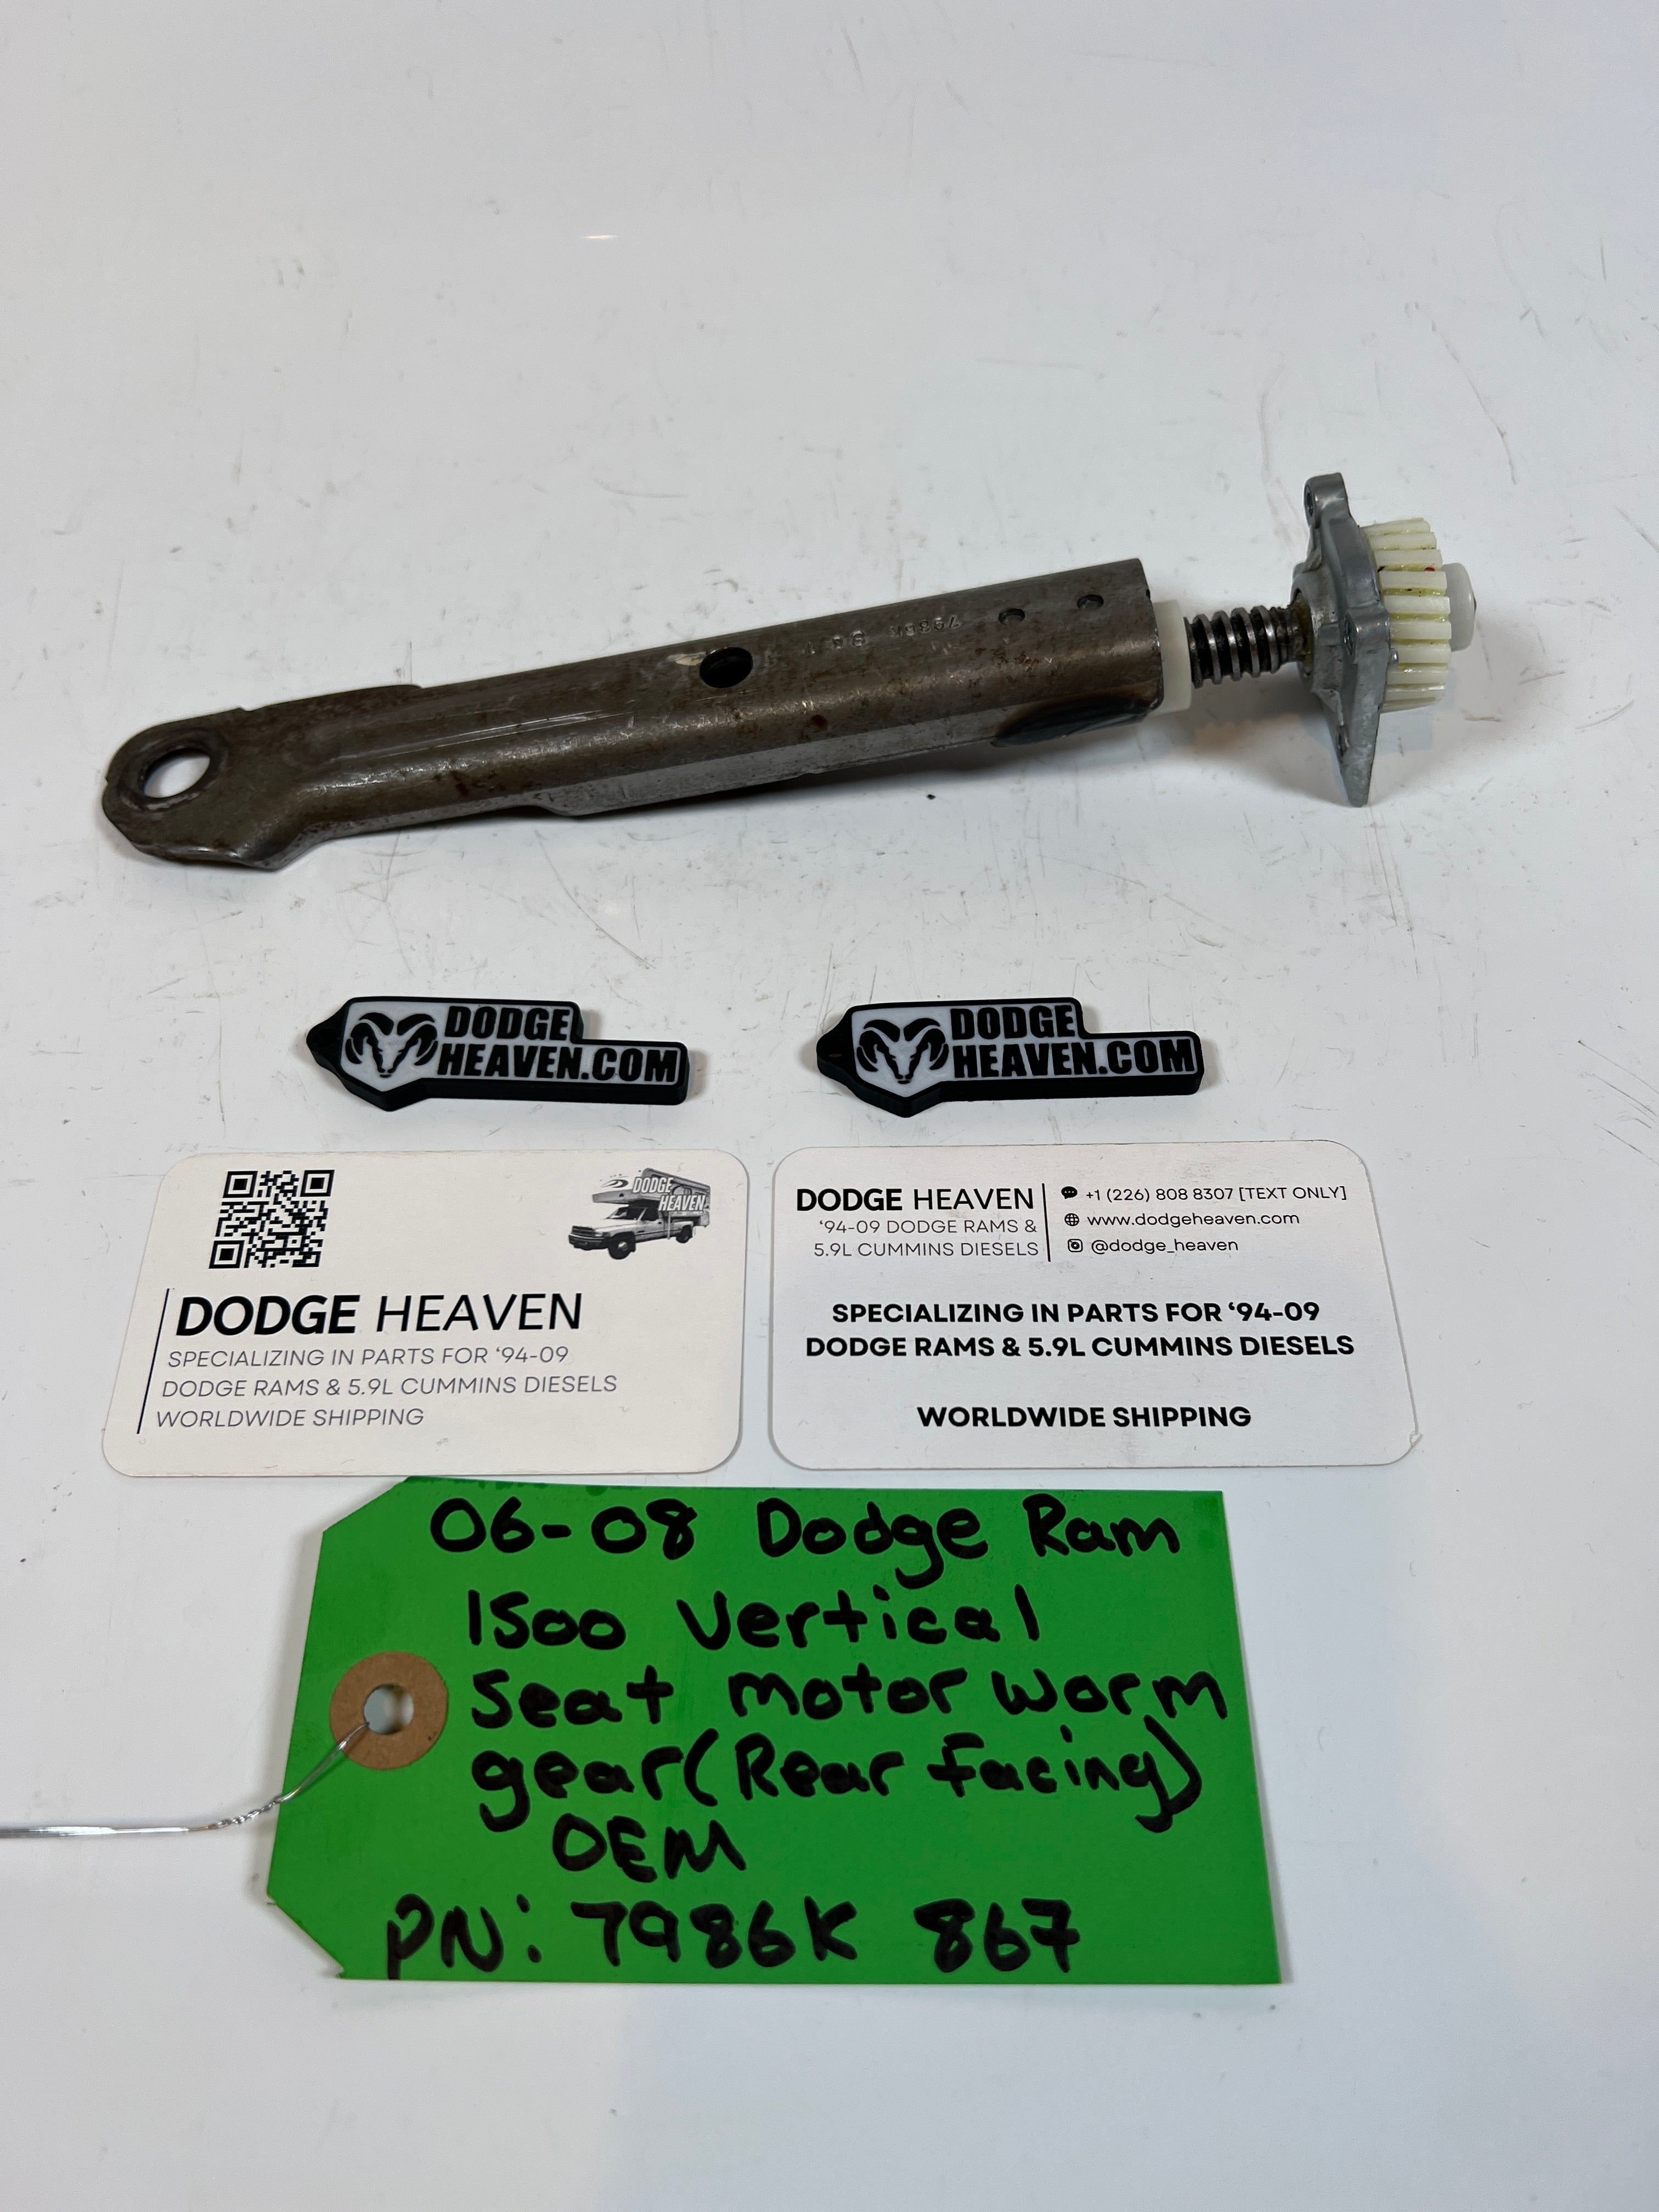 DODGE
HEAVEN.COM
DODGE
HEAVEN.COM
DODGE
HEAVEN
DODGE HEAVEN
SPECIALIZING IN PARTS FOR ‘94-09
DODGE RAMS & 5.9L CUMMINS DIESELS
WORLDWIDE SHIPPING
DODGE HEAVEN
‘94-09 DODGE RAMS &
5.9L CUMMINS DIESELS
+1 (226) 808 8307 [TEXT ONLY]
www.dodgeheaven.com
@dodge_heaven
SPECIALIZING IN PARTS FOR ‘94-09
DODGE RAMS & 5.9L CUMMINS DIESELS
WORLDWIDE SHIPPING
06-08 Dodge Ram
1500 Vertical
Seat motor worm
gear (Rear facing)
OEM
PN: 7986K 867